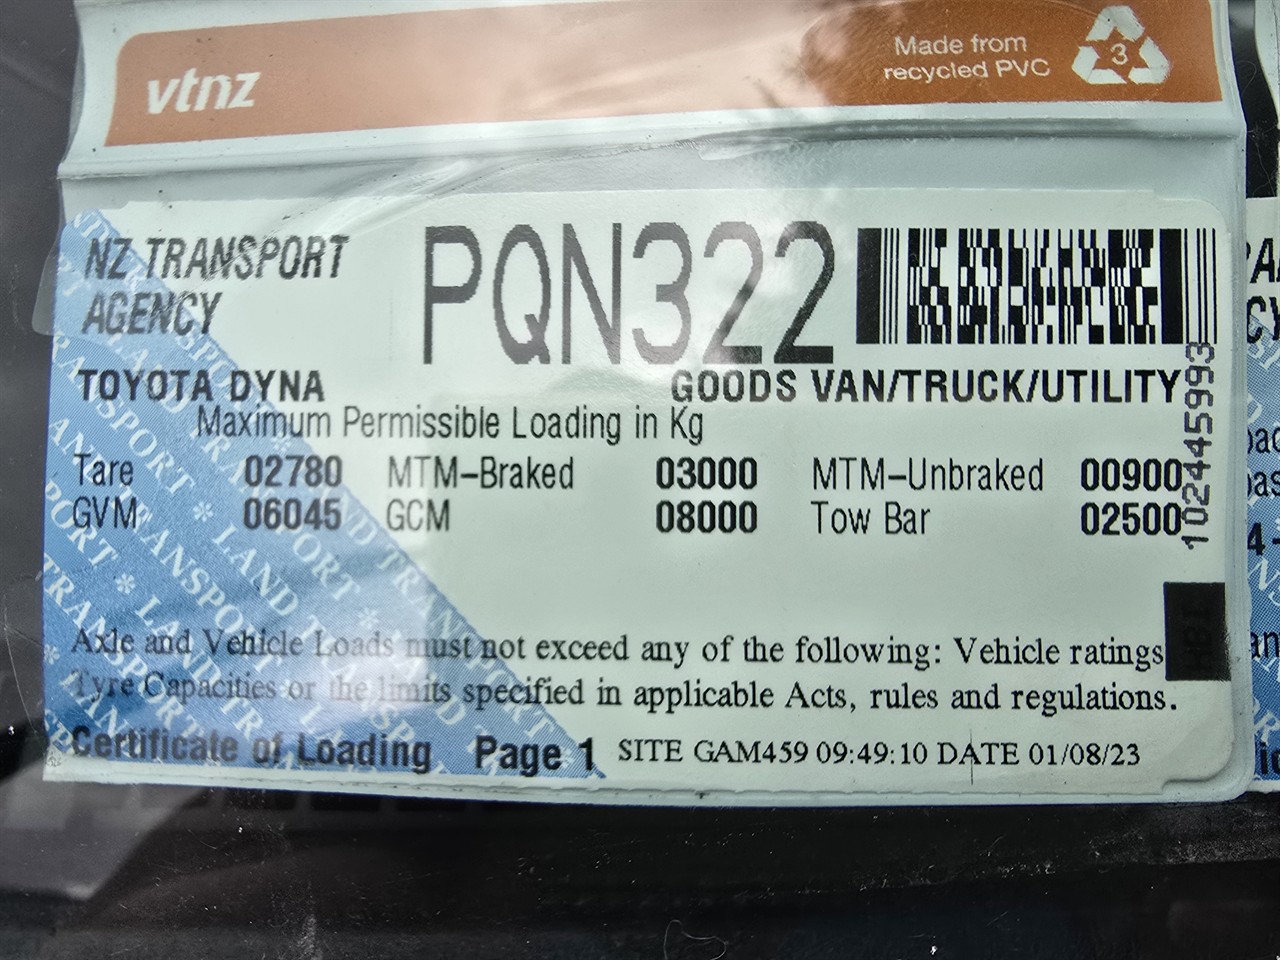 vtnz
Made from
recycled PVC
3
NZ TRANSPORT
AGENCY
PQN322
TOYOTA DYNA
GOODS VAN/TRUCK/UTILITY
Maximum Permissible Loading in Kg
Tare 02780 MTM-Braked 03000 MTM-Unbraked 00900
GVM 06045 GCM 08000 Tow Bar 02500
102445993
Axle and Vehicle Loads must not exceed any of the following: Vehicle ratings
Tyre Capacities or the limits specified in applicable Acts, rules and regulations.
Certificate of Loading Page 1 SITE GAM459 09:49:10 DATE 01/08/23